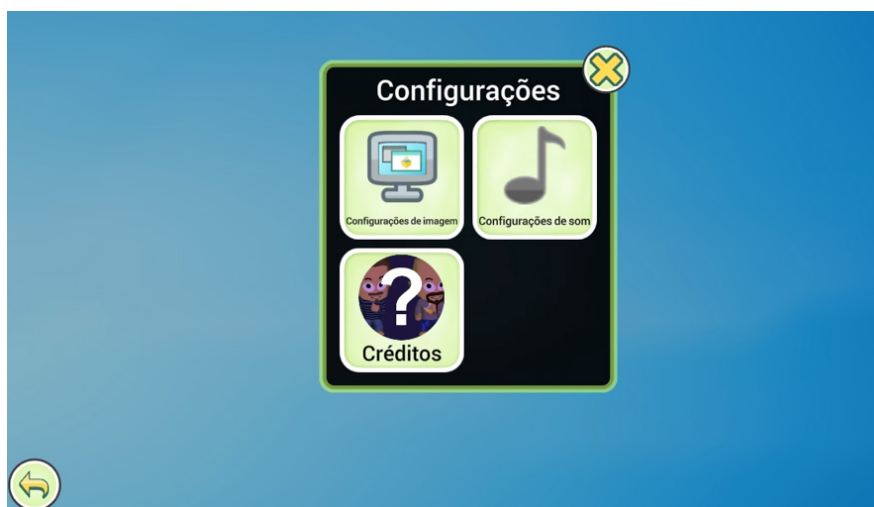 Configurações
Configurações de imagem
Configurações de som
?
Créditos